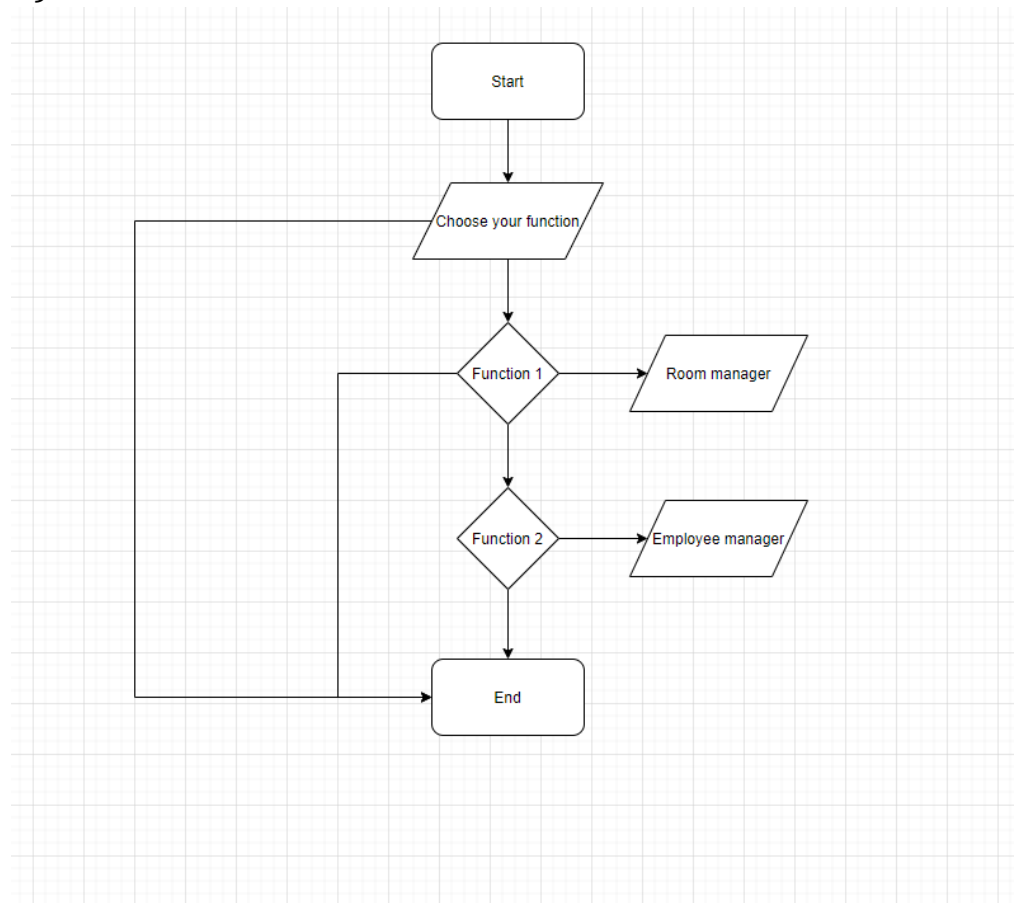 Start
Choose your function
Function 1
Room manager
Function 2
Employee manager
End